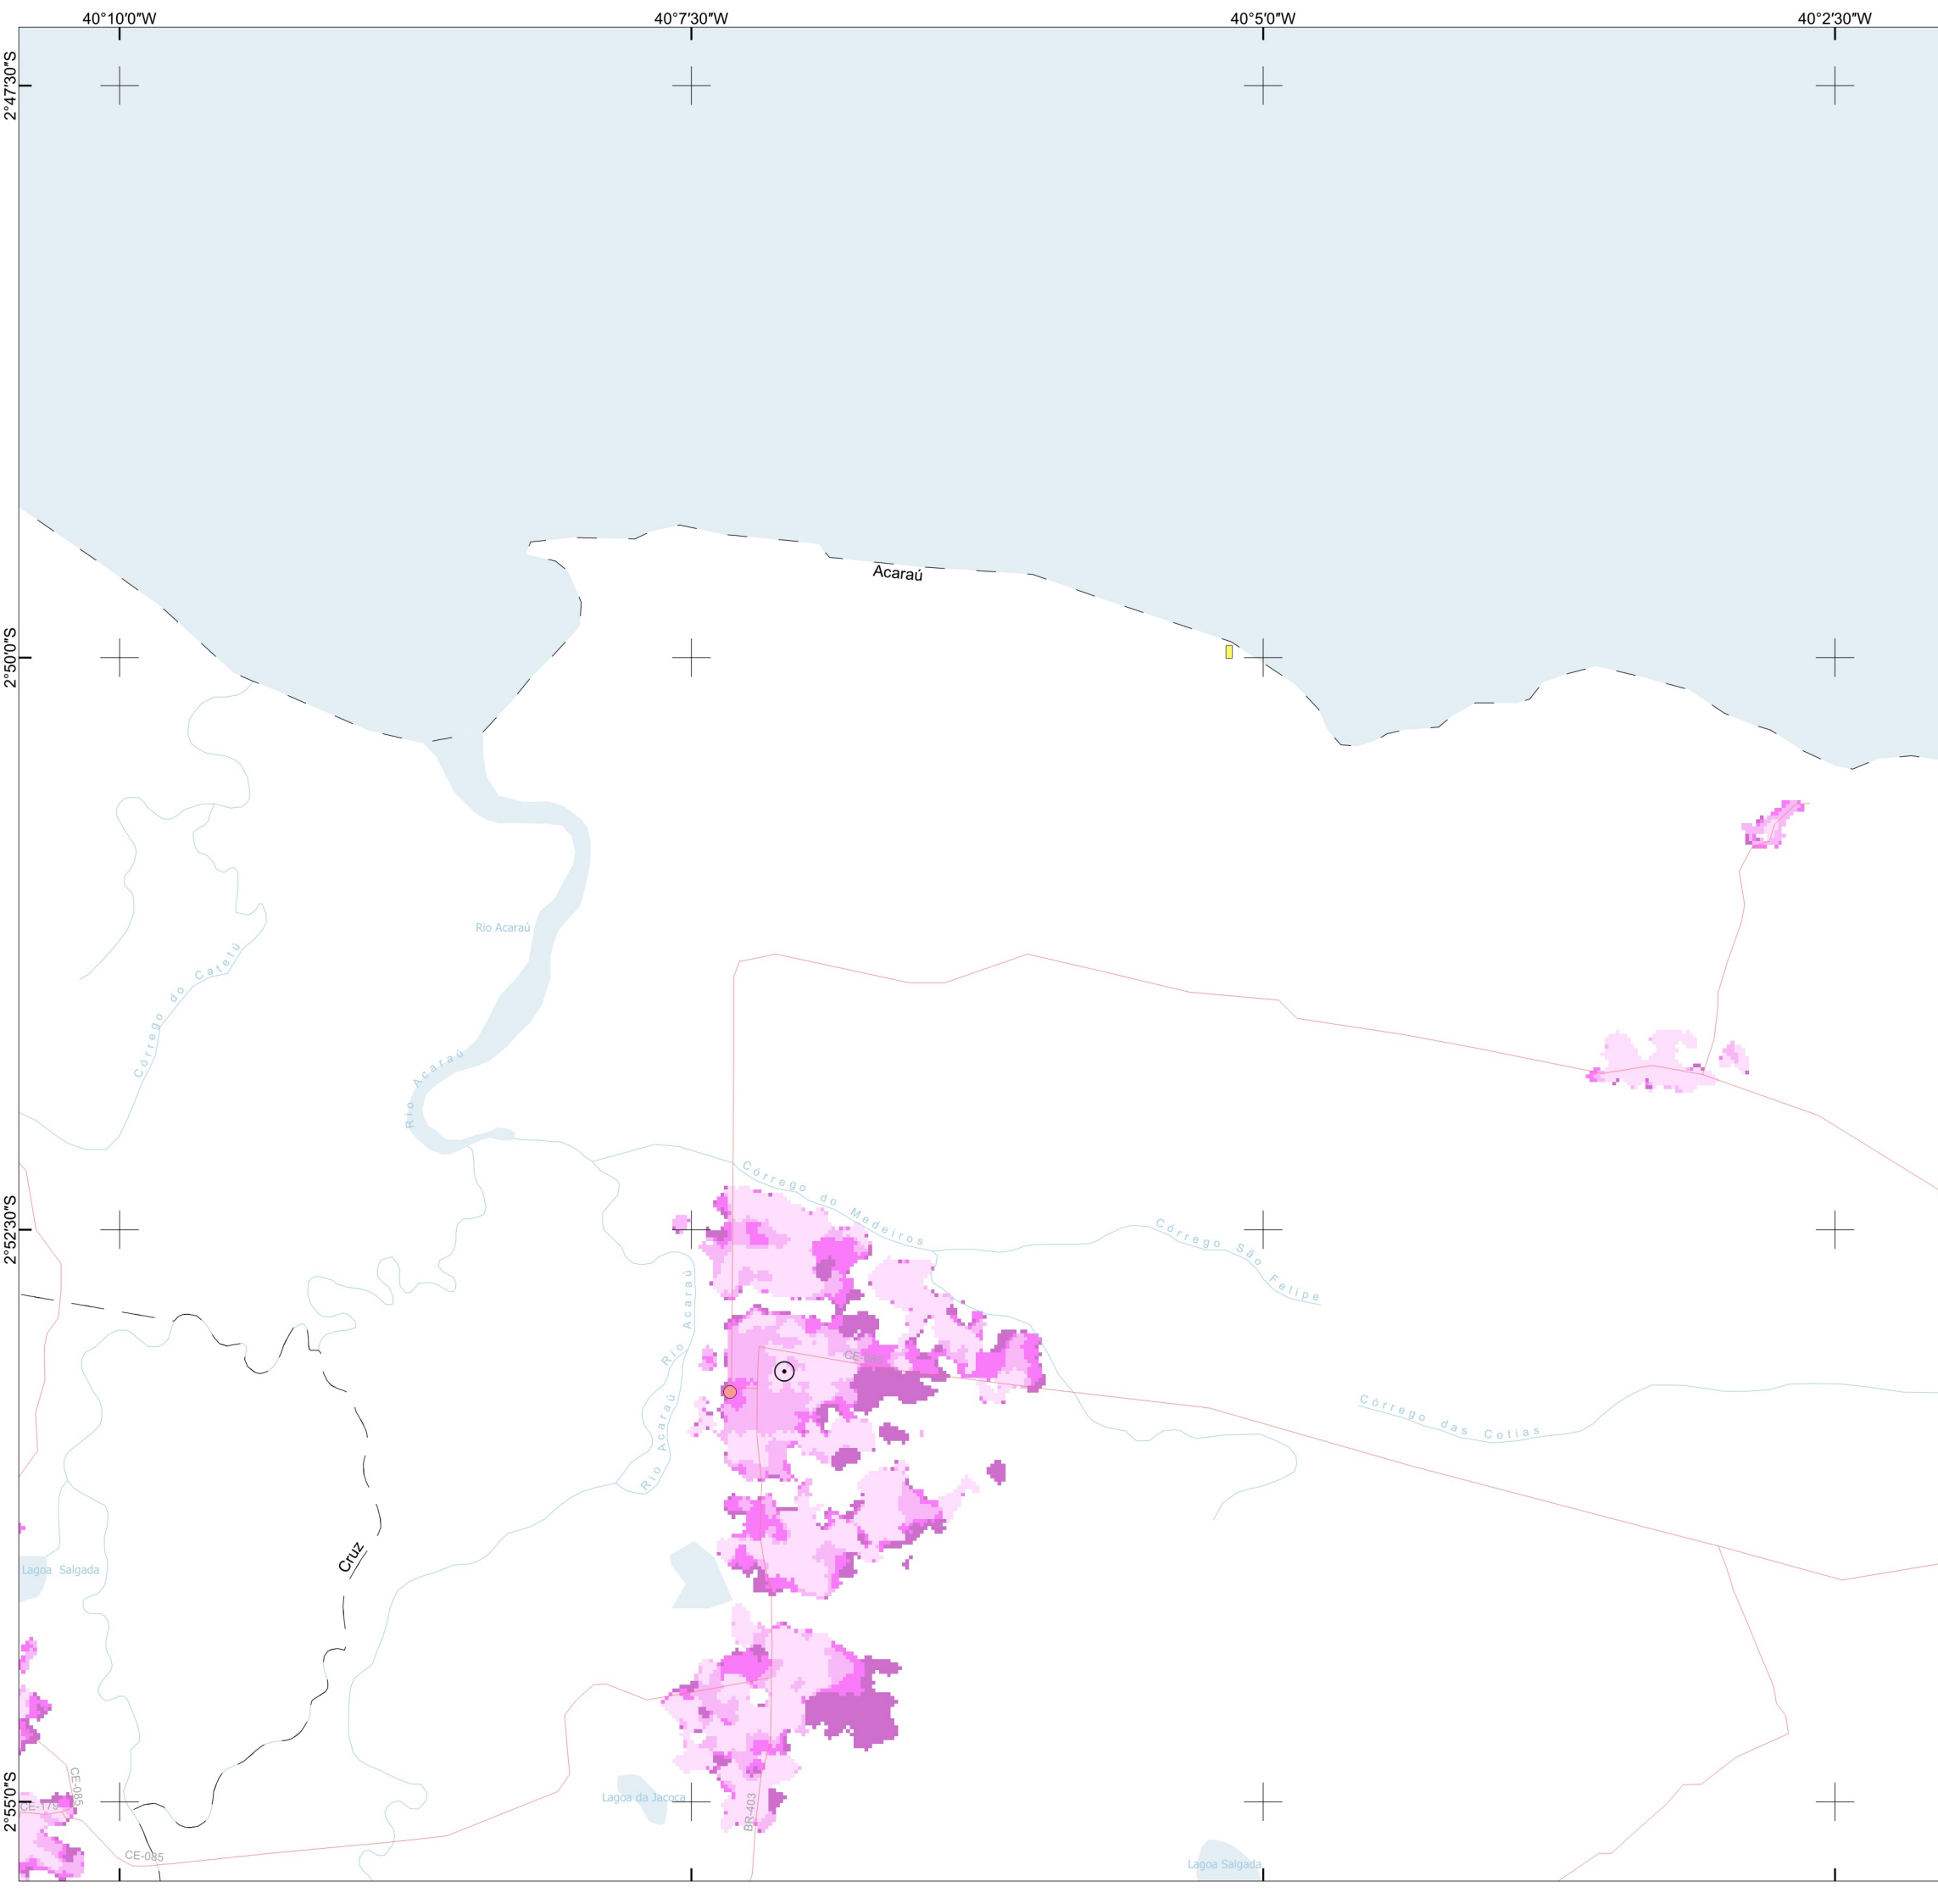 40°10'0"W
40°7'30"W
40°5'0"W
40°2'30"W
2°47'30"S
Acaraú
2°50'0"S
Rio Acaraú
Córrego do Catetú
Rio Acaraú
Córrego do Medeiros
2°52'30"S
Córrego São Felipe
Rio Acaraú
Córrego das Cotias
Rio Acaraú
Cruz
Lagoa Salgada
CE-085
CE-179
Lagoa da Jacoca
BR-403
2°55'0"S
CE-085
Lagoa Salgada